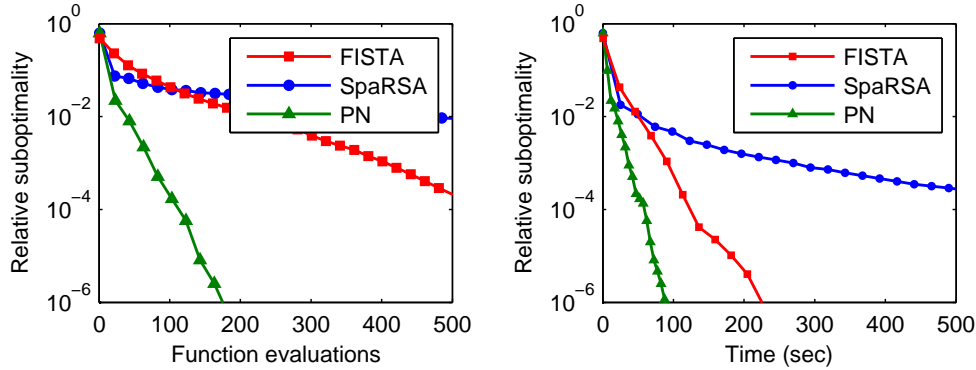 10^0
10^-2
10^-4
10^-6
Relative suboptimality
0 100 200 300 400 500
Function evaluations
FISTA
SpaRSA
PN
10^0
10^-2
10^-4
10^-6
Relative suboptimality
0 100 200 300 400 500
Time (sec)
FISTA
SpaRSA
PN